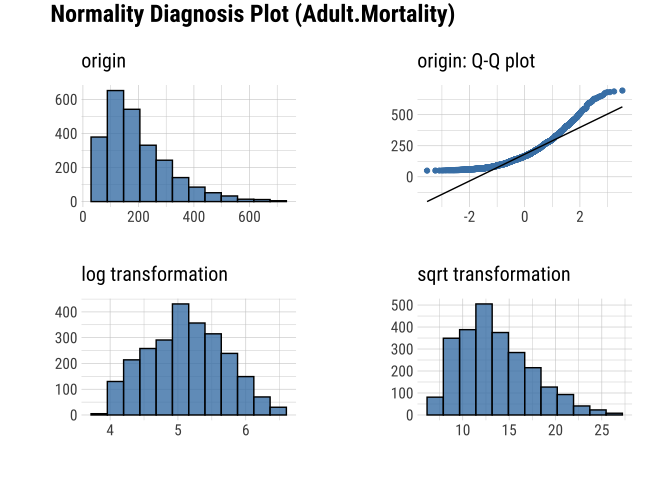 Normality Diagnosis Plot (Adult.Mortality)
origin
600
400
200
0
0 200 400 600
origin: Q-Q plot
500
250
0
-2 0 2
log transformation
400
300
200
100
0
4 5 6
sqrt transformation
500
400
300
200
100
0
10 15 20 25